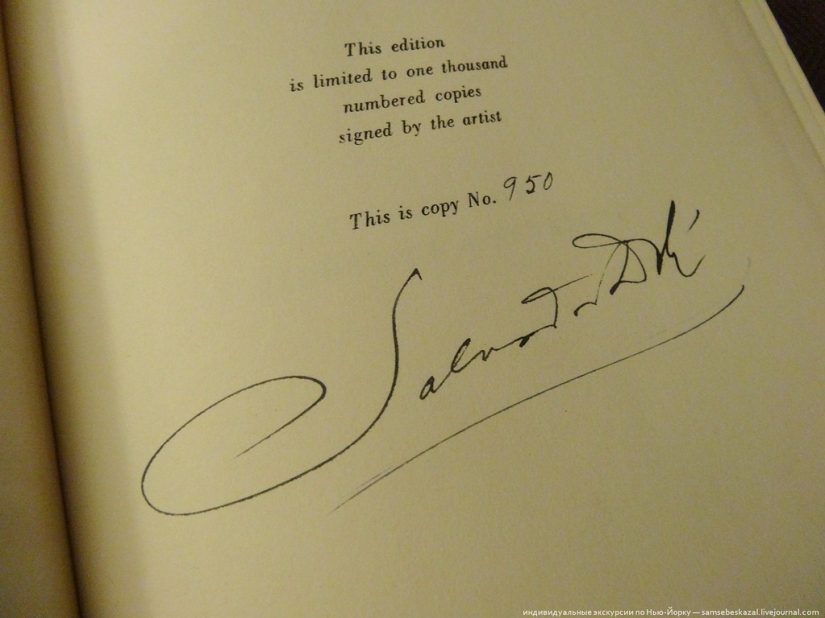 This edition
is limited to one thousand
numbered copies
signed by the artist
This is copy No. 950
Salvador Dalí
индивидуальные экскурсии по Нью-Йорку — samsebeskazal.livejournal.com